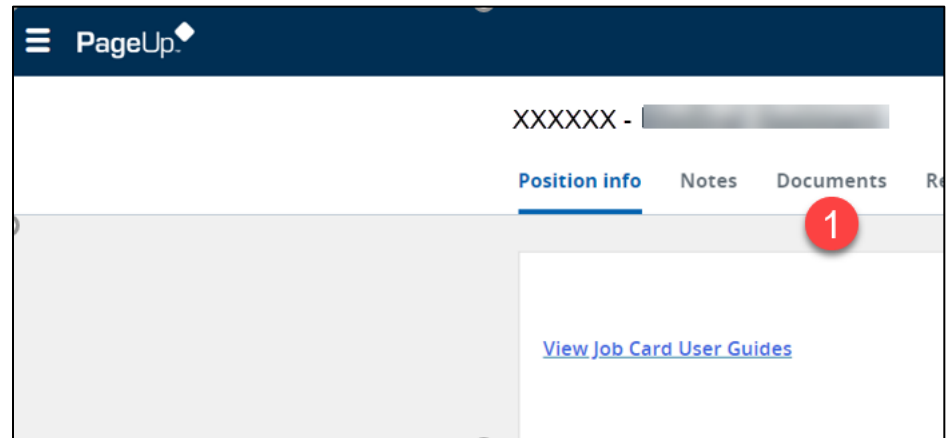 PageUp
XXXXXX -
Position info Notes Documents
1
View Job Card User Guides